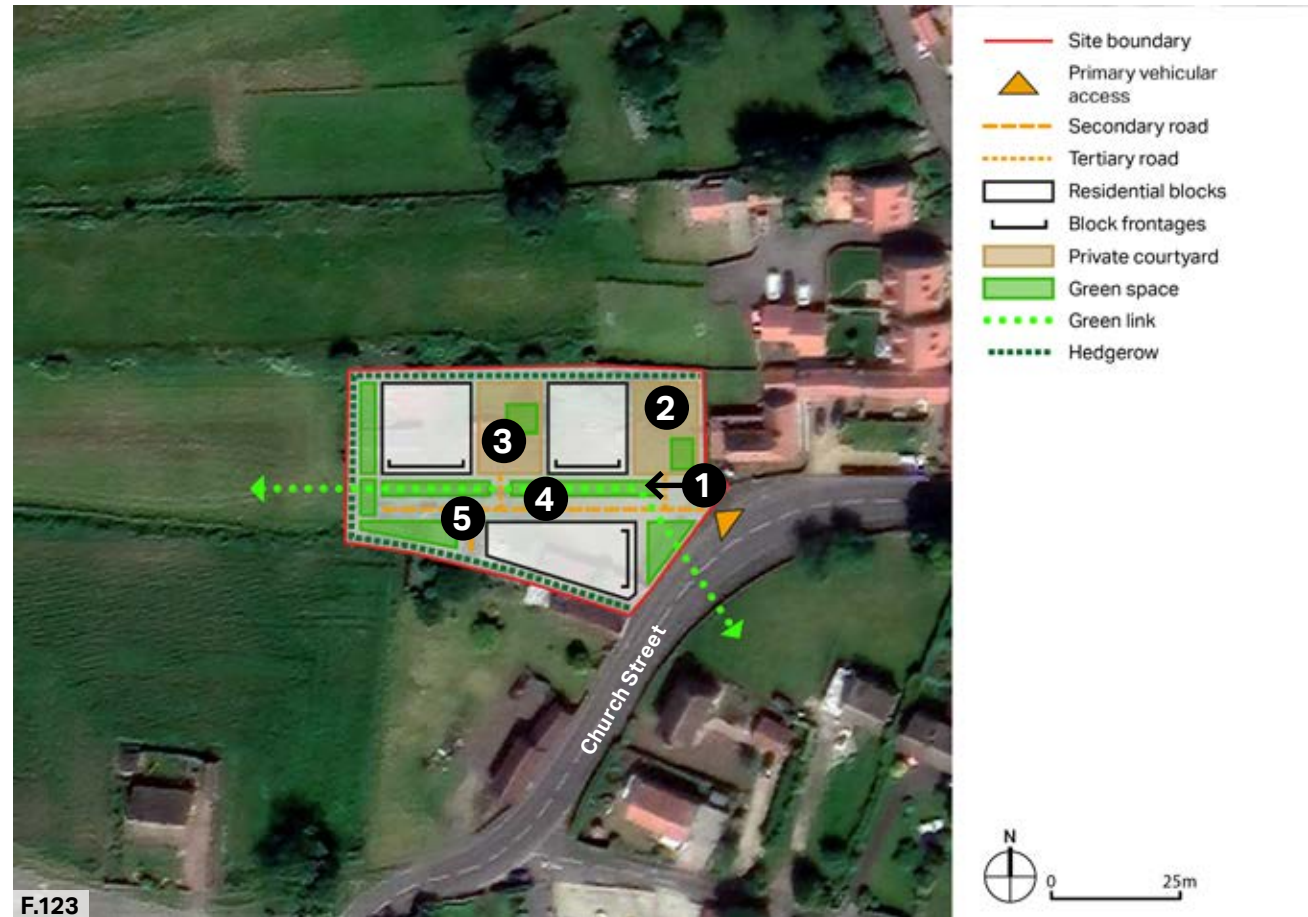 Site boundary
Primary vehicular
access
Secondary road
Tertiary road
Residential blocks
Block frontages
Private courtyard
Green space
Green link
Hedgerow
2
3
1
4
5
Church Street
N
0 25m
F.123